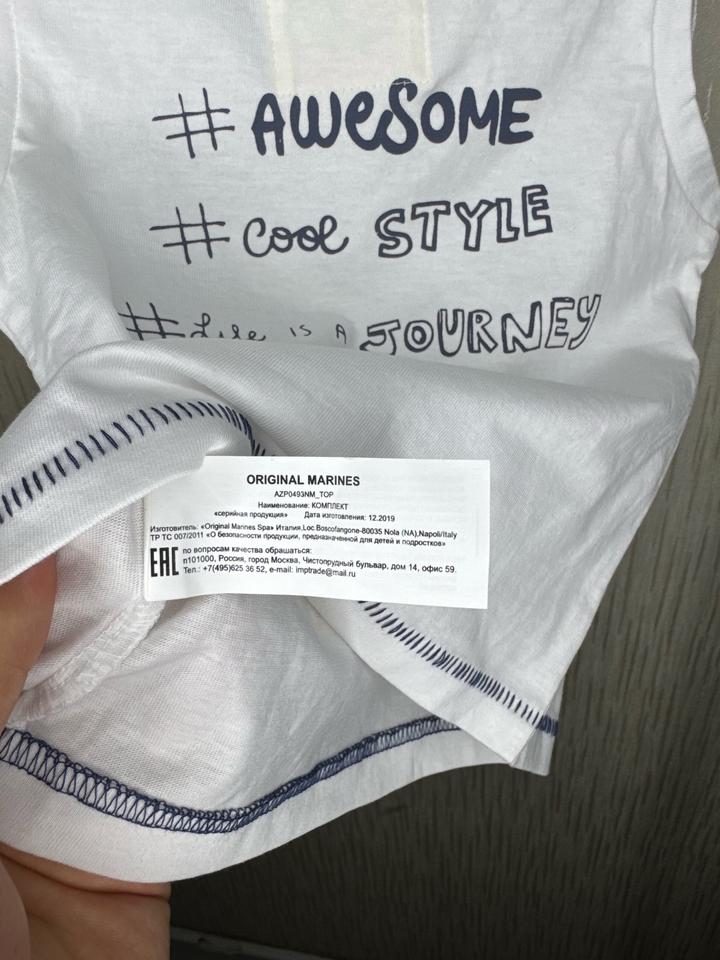 # AWESOME
# cool STYLE
# Life IS A JOURNEY
ORIGINAL MARINES
AZP0493NM_TOP
Наименование: КОМПЛЕКТ
«серийная продукция» Дата изготовления: 12.2019
Изготовитель: «Original Marines Spa» Италия,Loc.Boscofangone-80035 Nola (NA),Napoli/Italy
ТР ТС 007/2011 «О безопасности продукции, предназначенной для детей и подростков»
EAC
по вопросам качества обращаться:
п101000, Россия, город Москва, Чистопрудный бульвар, дом 14, офис 59.
Тел.: +7(495)625 36 52, e-mail: imptrade@mail.ru